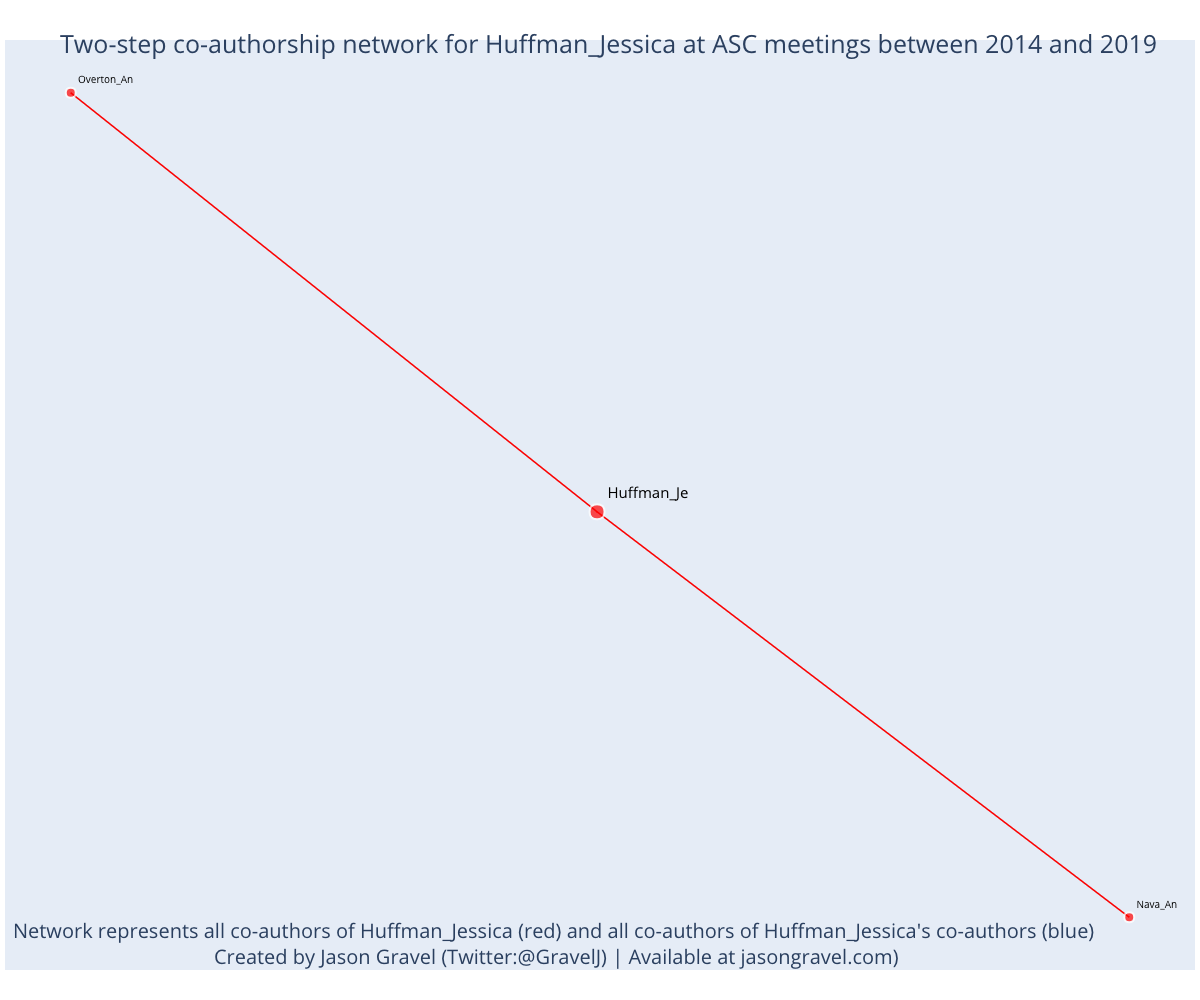 Two-step co-authorship network for Huffman_Jessica at ASC meetings between 2014 and 2019
Overton_An
Huffman_Je
Nava_An
Network represents all co-authors of Huffman_Jessica (red) and all co-authors of Huffman_Jessica's co-authors (blue)
Created by Jason Gravel (Twitter:@GravelJ) | Available at jasongravel.com)